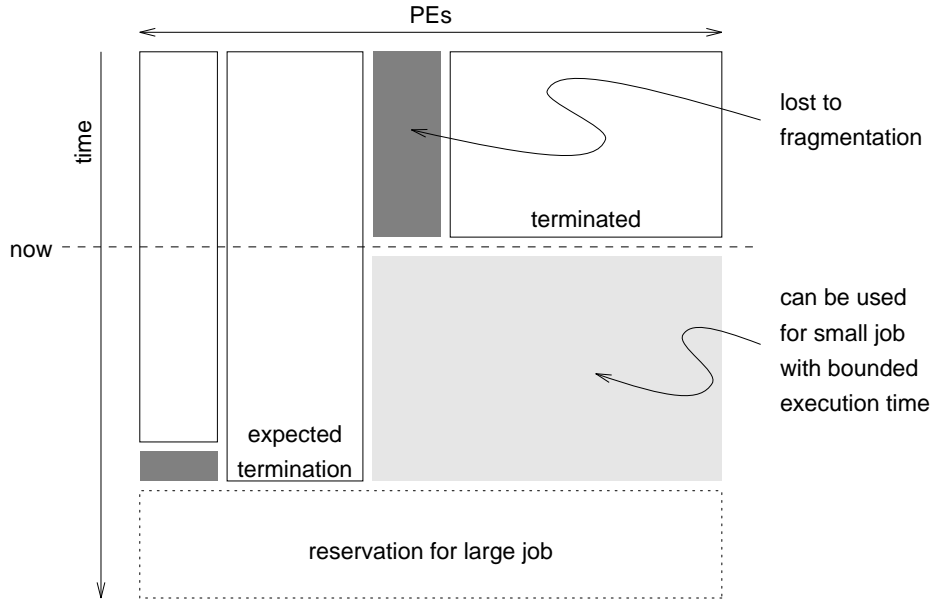 PEs
time
lost to
fragmentation
terminated
now
can be used
for small job
with bounded
execution time
expected
termination
reservation for large job